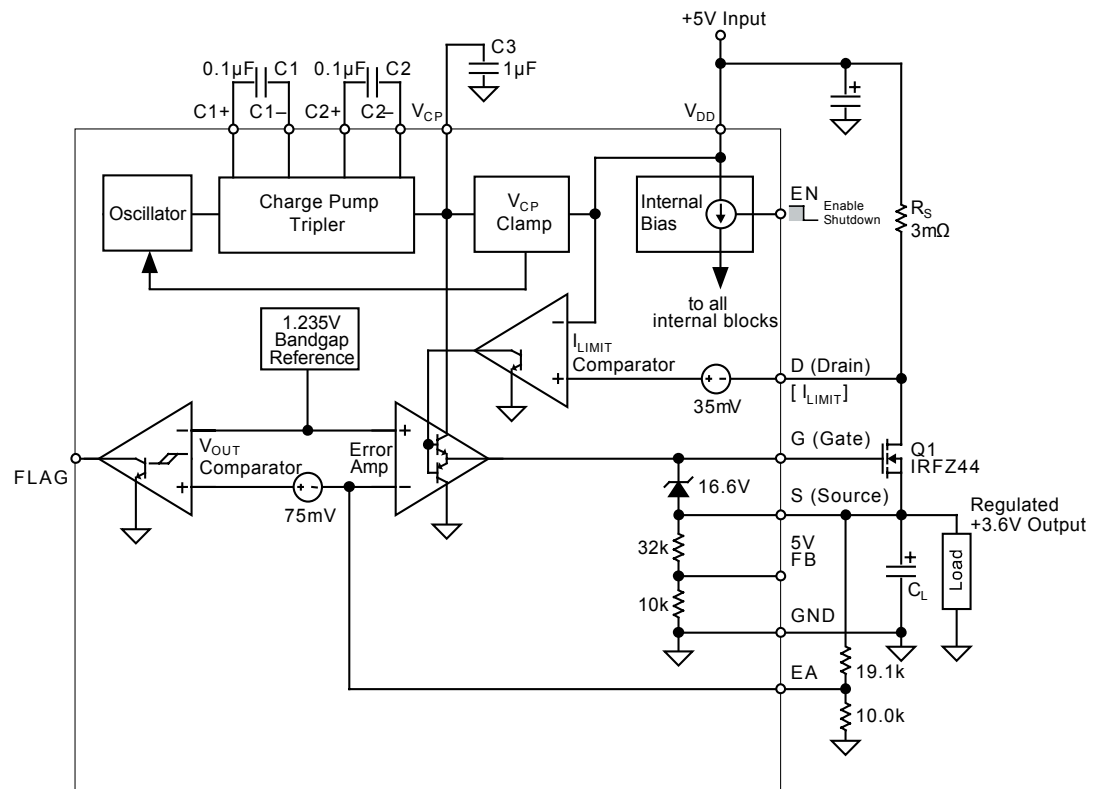 +5V Input
C3
1µF
0.1µF C1
0.1µF C2
C1+ C1– C2+ C2– VCP
VDD
Oscillator
Charge Pump
Tripler
VCP
Clamp
Internal
Bias
EN
Enable
Shutdown
RS
3mΩ
to all
internal blocks
1.235V
Bandgap
Reference
–
ILIMIT
Comparator
+
+ –
35mV
D (Drain)
[ ILIMIT]
–
VOUT
Comparator
+
FLAG
+ –
75mV
Error
Amp
+
–
G (Gate)
Q1
IRFZ44
16.6V
S (Source)
Regulated
+3.6V Output
32k
5V
FB
10k
GND
+
CL
Load
EA
19.1k
10.0k
+